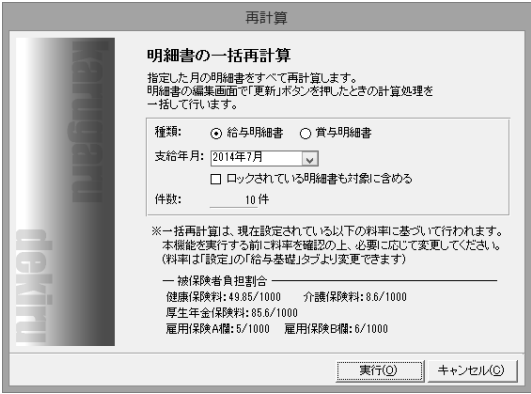 再計算
karugaru
dekiru
明細書の一括再計算
指定した月の明細書をすべて再計算します。
明細書の編集画面で「更新」ボタンを押したときの計算処理を
一括して行います。
種類: 給与明細書 賞与明細書
支給年月: 2014年7月
ロックされている明細書も対象に含める
件数: 10 件
※一括再計算は、現在設定されている以下の料率に基づいて行われます。
本機能を実行する前に料率を確認の上、必要に応じて変更してください。
(料率は「設定」の「給与基礎」タブより変更できます)
被保険者負担割合
健康保険料: 49.85/1000 介護保険料: 8.6/1000
厚生年金保険料: 85.6/1000
雇用保険A欄: 5/1000 雇用保険B欄: 6/1000
実行(O) キャンセル(C)